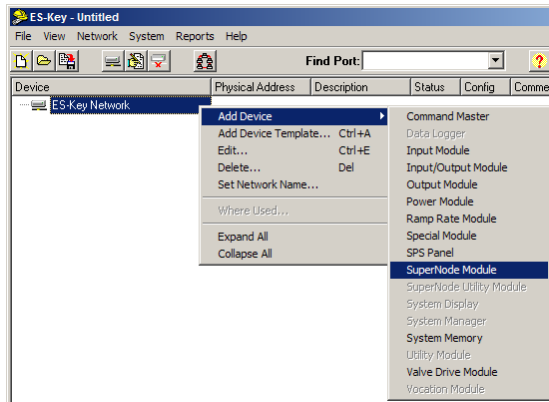 ES-Key - Untitled
File View Network System Reports Help
Find Port:
?
Device Physical Address Description Status Config Comme
ES-Key Network
Add Device
Add Device Template... Ctrl+A
Edit... Ctrl+E
Delete... Del
Set Network Name...
Where Used...
Expand All
Collapse All
Command Master
Data Logger
Input Module
Input/Output Module
Output Module
Power Module
Ramp Rate Module
Special Module
SPS Panel
SuperNode Module
SuperNode Utility Module
System Display
System Manager
System Memory
Utility Module
Valve Drive Module
Vocation Module